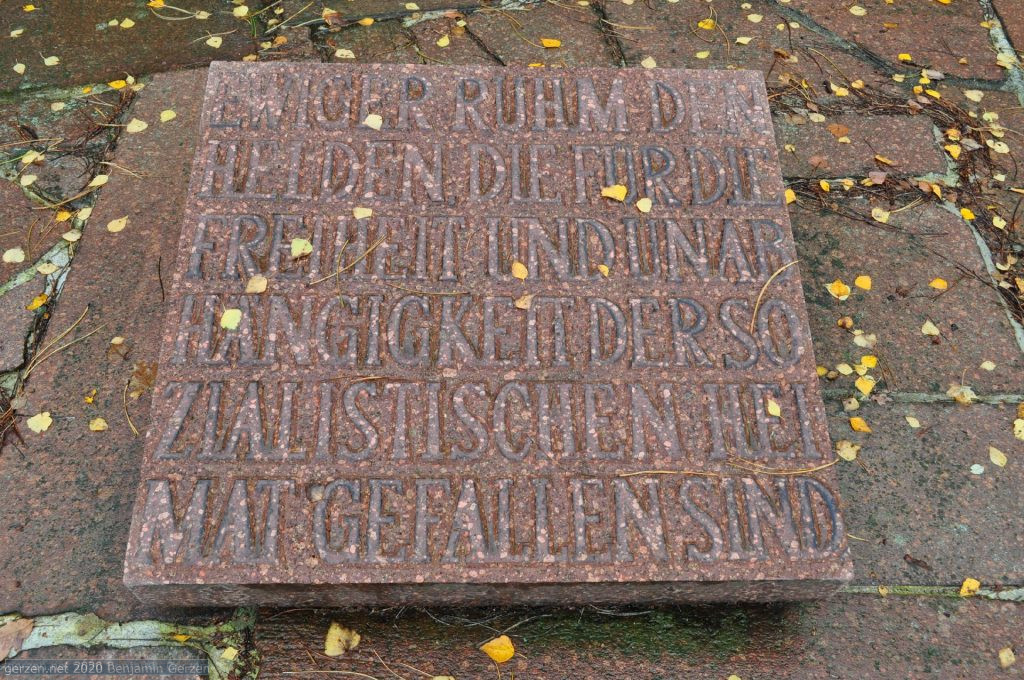 EWIGER RUHM DEN
HELDEN, DIE FÜR DIE
FREIHEIT UND UNAB
HÄNGIGKEIT DER SO
ZIALISTISCHEN HEI
MAT GEFALLEN SIND
gerzen.net 2020 Benjamin Gerzen